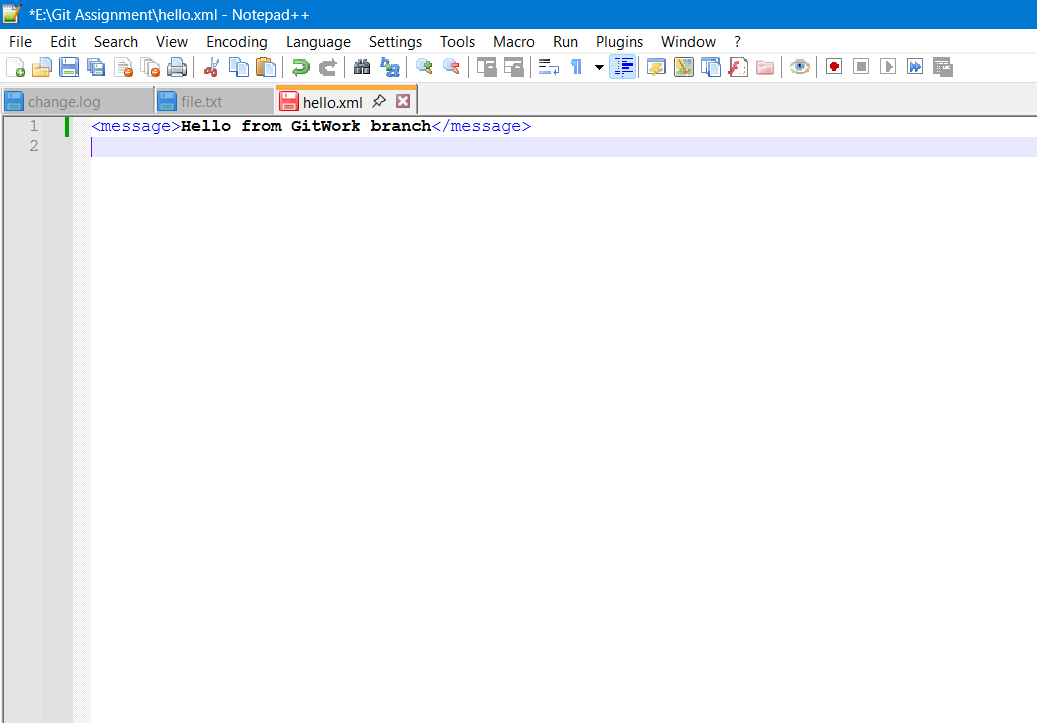 *E:\Git Assignment\hello.xml - Notepad++
File Edit Search View Encoding Language Settings Tools Macro Run Plugins Window ?
change.log file.txt hello.xml
1 <message>Hello from GitWork branch</message>
2